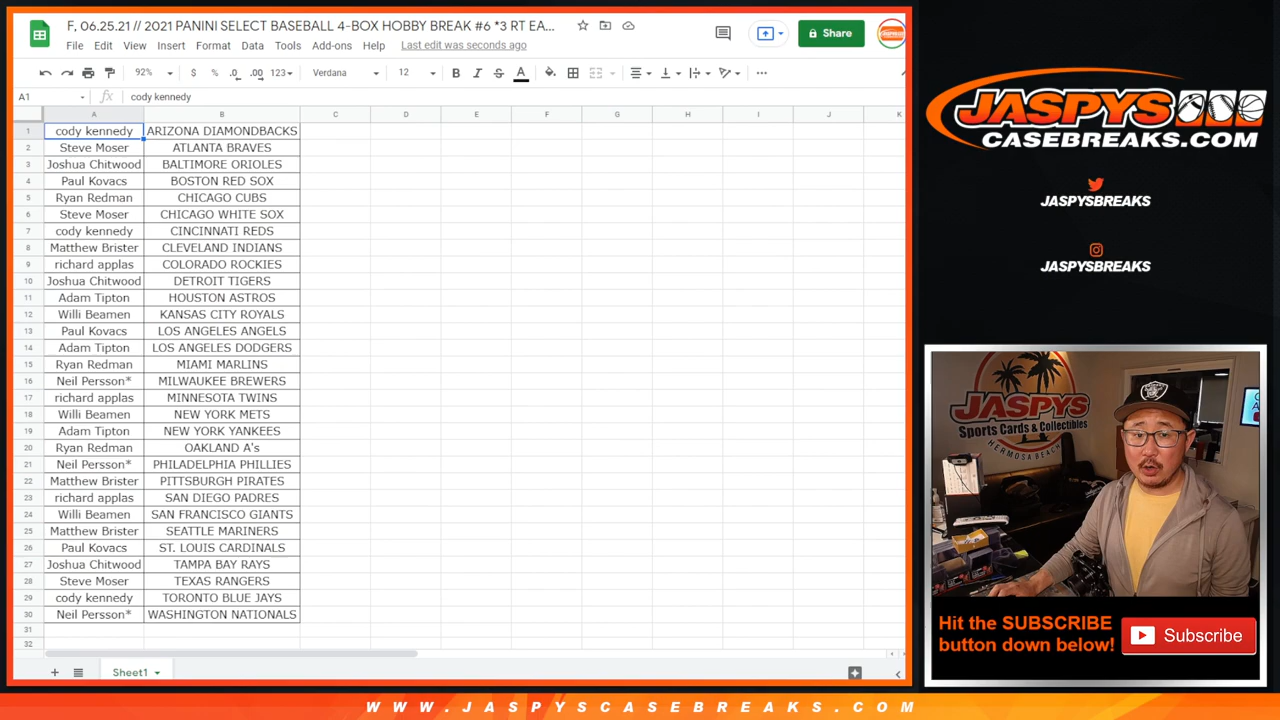 F, 06.25.21 // 2021 PANINI SELECT BASEBALL 4-BOX HOBBY BREAK #6 *3 RT EA...
File Edit View Insert Format Data Tools Add-ons Help Last edit was seconds ago
Share
92% $ % .0 .00 123 Verdana 12 B I S A
A1 fx cody kennedy
A B C D E F G H I J K
1 cody kennedy ARIZONA DIAMONDBACKS
2 Steve Moser ATLANTA BRAVES
3 Joshua Chitwood BALTIMORE ORIOLES
4 Paul Kovacs BOSTON RED SOX
5 Ryan Redman CHICAGO CUBS
6 Steve Moser CHICAGO WHITE SOX
7 cody kennedy CINCINNATI REDS
8 Matthew Brister CLEVELAND INDIANS
9 richard applas COLORADO ROCKIES
10 Joshua Chitwood DETROIT TIGERS
11 Adam Tipton HOUSTON ASTROS
12 Willi Beamen KANSAS CITY ROYALS
13 Paul Kovacs LOS ANGELES ANGELS
14 Adam Tipton LOS ANGELES DODGERS
15 Ryan Redman MIAMI MARLINS
16 Neil Persson* MILWAUKEE BREWERS
17 richard applas MINNESOTA TWINS
18 Willi Beamen NEW YORK METS
19 Adam Tipton NEW YORK YANKEES
20 Ryan Redman OAKLAND A's
21 Neil Persson* PHILADELPHIA PHILLIES
22 Matthew Brister PITTSBURGH PIRATES
23 richard applas SAN DIEGO PADRES
24 Willi Beamen SAN FRANCISCO GIANTS
25 Matthew Brister SEATTLE MARINERS
26 Paul Kovacs ST. LOUIS CARDINALS
27 Joshua Chitwood TAMPA BAY RAYS
28 Steve Moser TEXAS RANGERS
29 cody kennedy TORONTO BLUE JAYS
30 Neil Persson* WASHINGTON NATIONALS
31
32
Sheet1
JASPYS
CASEBREAKS.COM
JASPYSBREAKS
JASPYSBREAKS
JASPYS
Sports Cards & Collectibles
HERMOSA BEACH
Hit the SUBSCRIBE
button down below!
Subscribe
WWW.JASPYSCASEBREAKS.COM